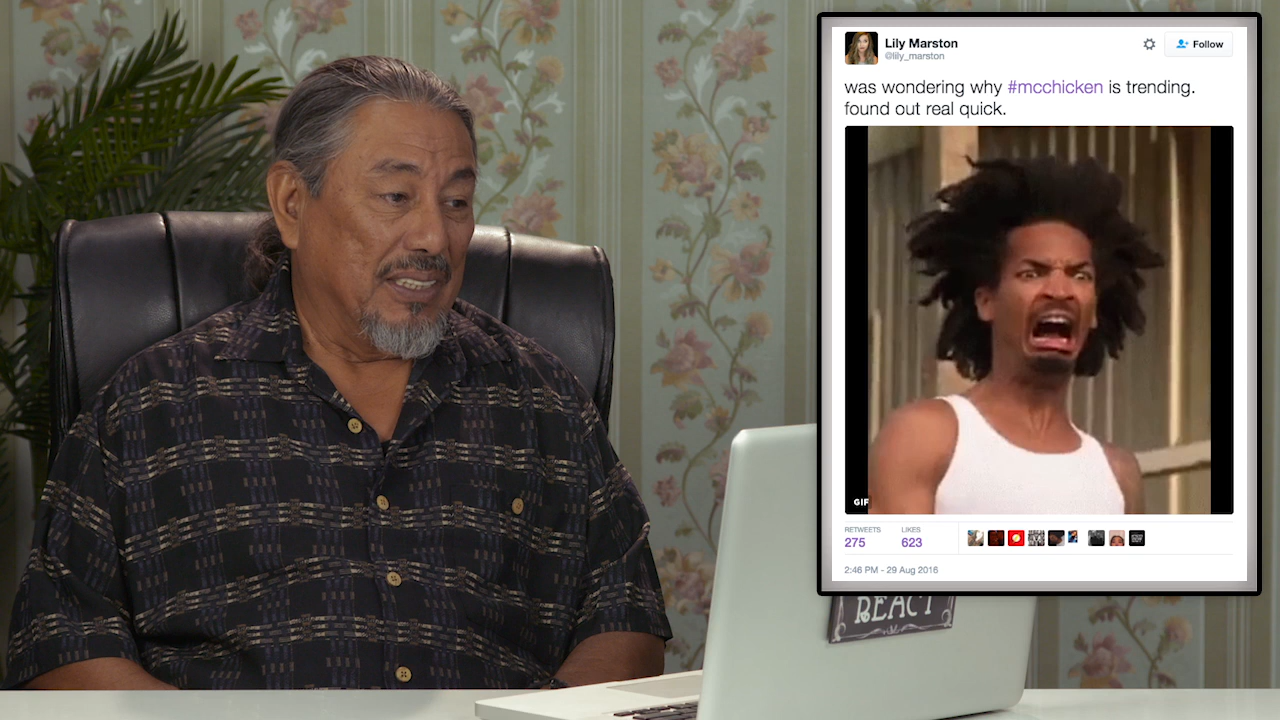 Lily Marston
@lily_marston
Follow
was wondering why #mcchicken is trending.
found out real quick.
GIF
RETWEETS
LIKES
275
623
2:46 PM - 29 Aug 2016
REACT